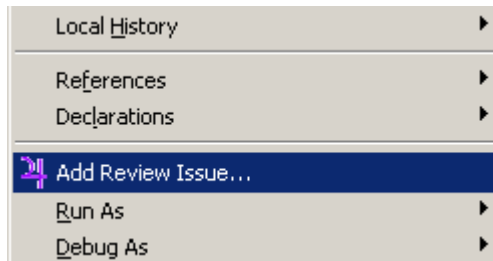 Local History
References
Declarations
Add Review Issue...
Run As
Debug As